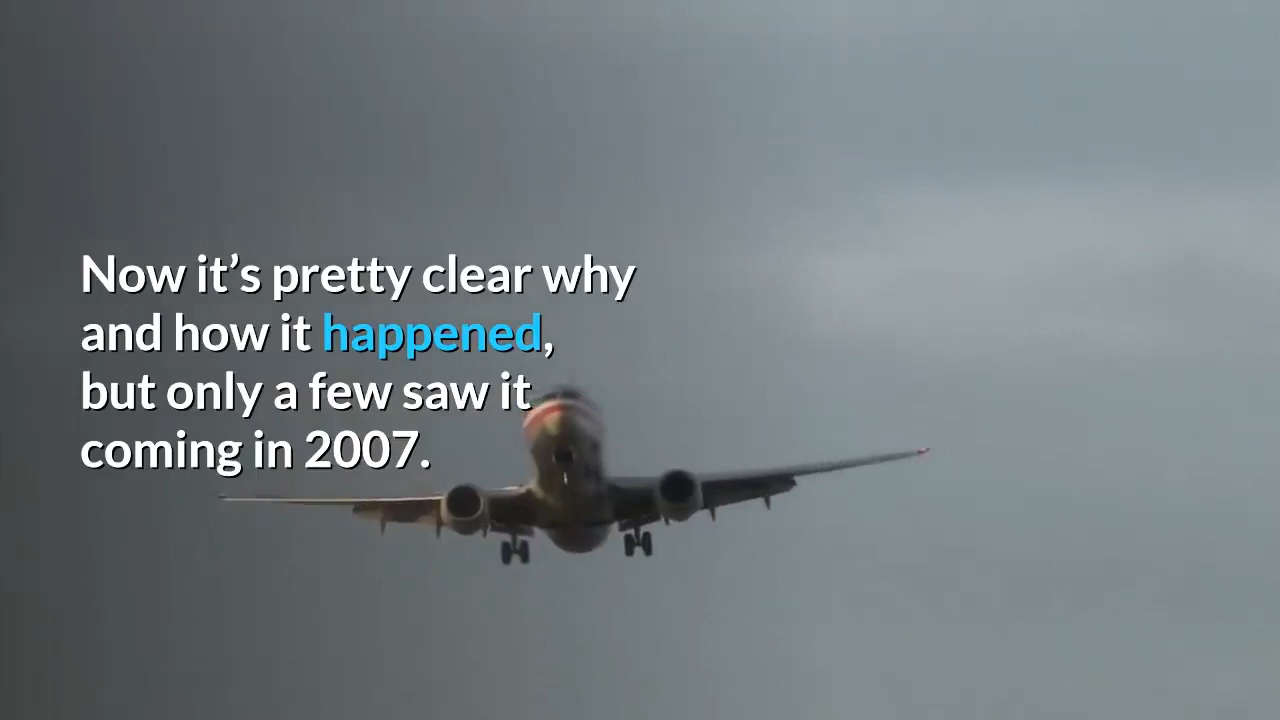 Now it’s pretty clear why
and how it happened,
but only a few saw it
coming in 2007.